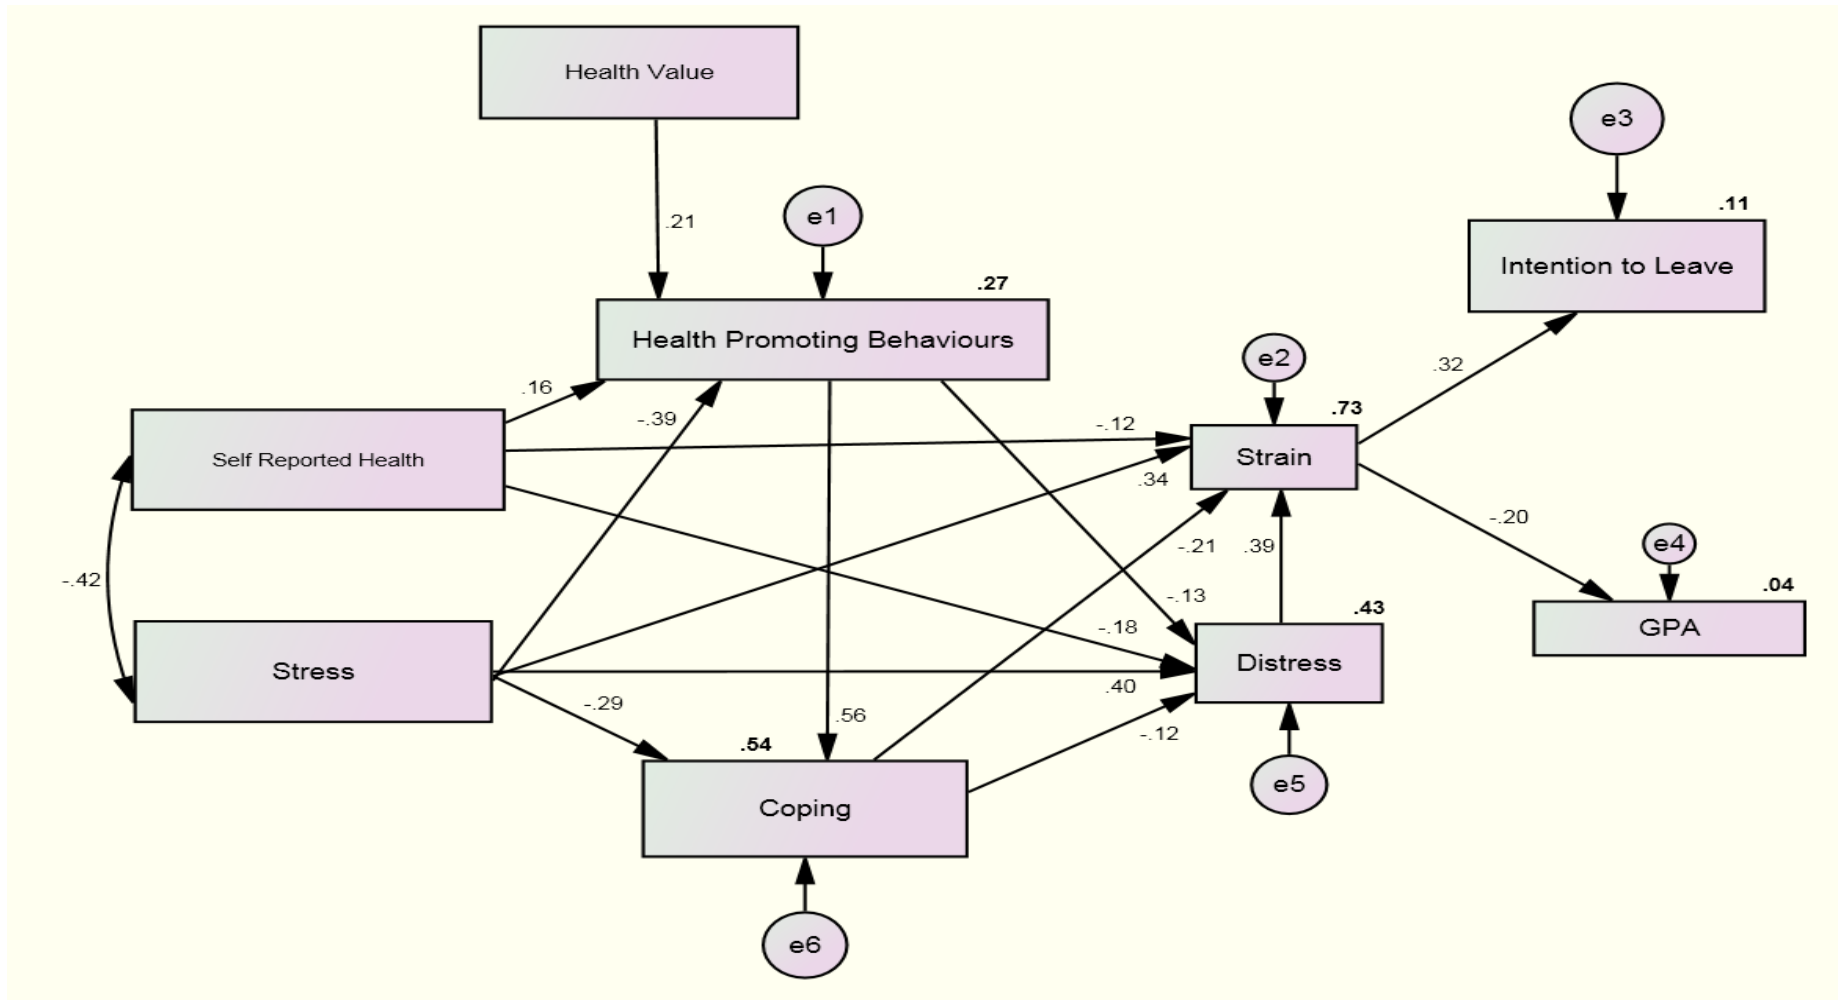 Health Value
e3
.11
e1
.21
Intention to Leave
.27
Health Promoting Behaviours
e2
.32
.16
-.39
.73
-.12
Strain
Self Reported Health
.34
-.20
-.21
.39
e4
-.42
.04
-.13
.43
GPA
-.18
Distress
Stress
.40
-.29
.56
-.12
.54
e5
Coping
e6